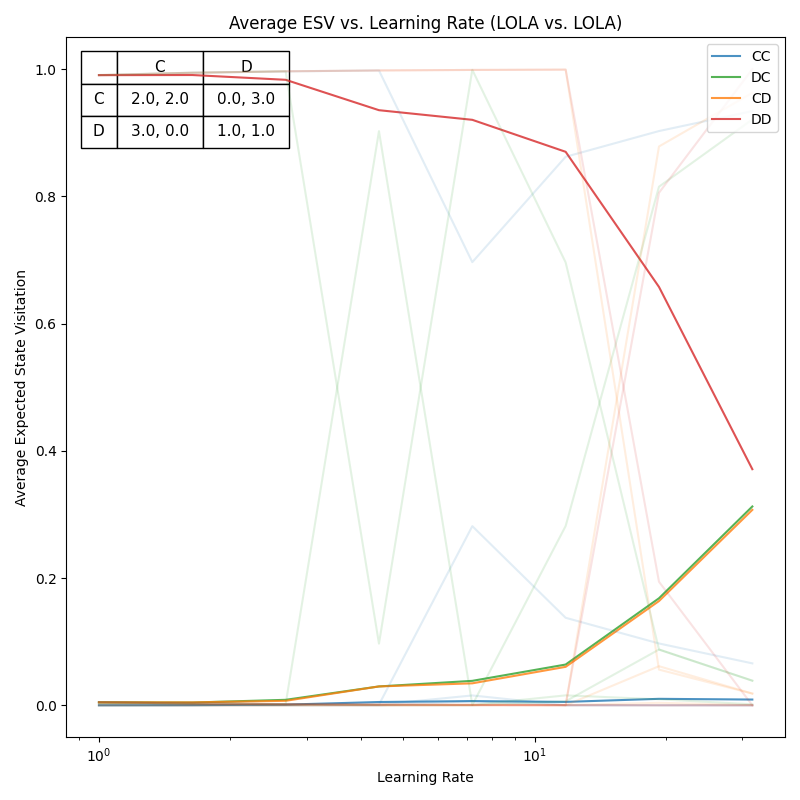 Average ESV vs. Learning Rate (LOLA vs. LOLA)
C D
C 2.0, 2.0 0.0, 3.0
D 3.0, 0.0 1.0, 1.0
CC
DC
CD
DD
1.0
0.8
0.6
0.4
0.2
0.0
Average Expected State Visitation
10⁰ 10¹
Learning Rate